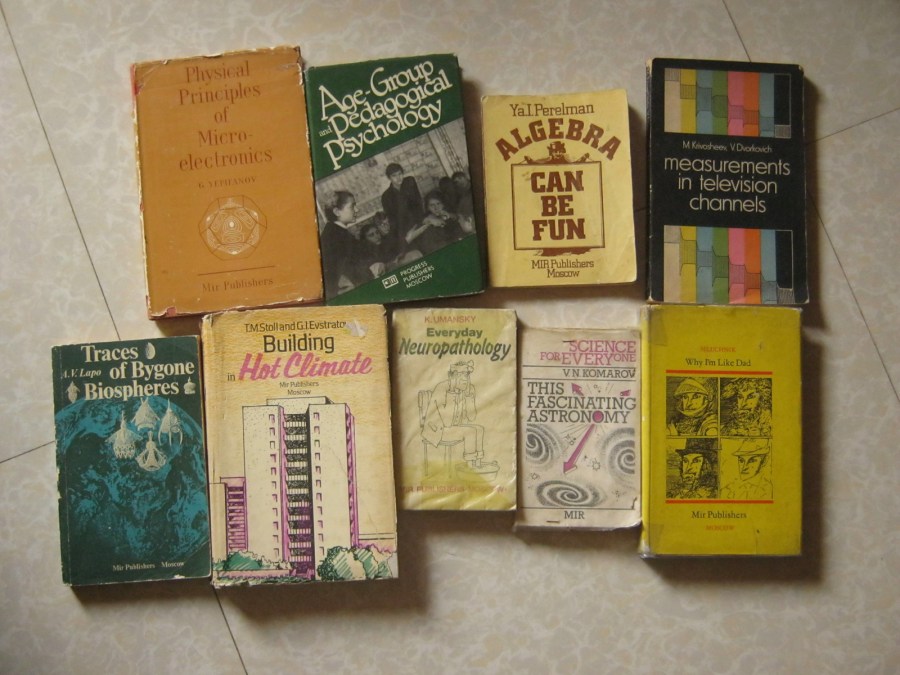 Physical
Principles
of
Micro-
electronics
K. YEFIANOV
Mir Publishers
Age-Group
and Pedagogical
Psychology
PROGRESS
PUBLISHERS
MOSCOW
Ya.I. Perelman
ALGEBRA
CAN
BE
FUN
MIR Publishers
Moscow
M. Krivosheev, V. Dvorkovich
measurements
in television
channels
Traces
A.V. Lapo of Bygone
Biospheres
Mir Publishers Moscow
T.M. Stoll and G.I. Evstratov
Building
in Hot Climate
Mir Publishers
Moscow
K. UMANSKY
Everyday
Neuropathology
SCIENCE
FOR EVERYONE
V. N. KOMAROV
THIS
FASCINATING
ASTRONOMY
MIR
Why I'm Like Dad
Mir Publishers
MOSCOW